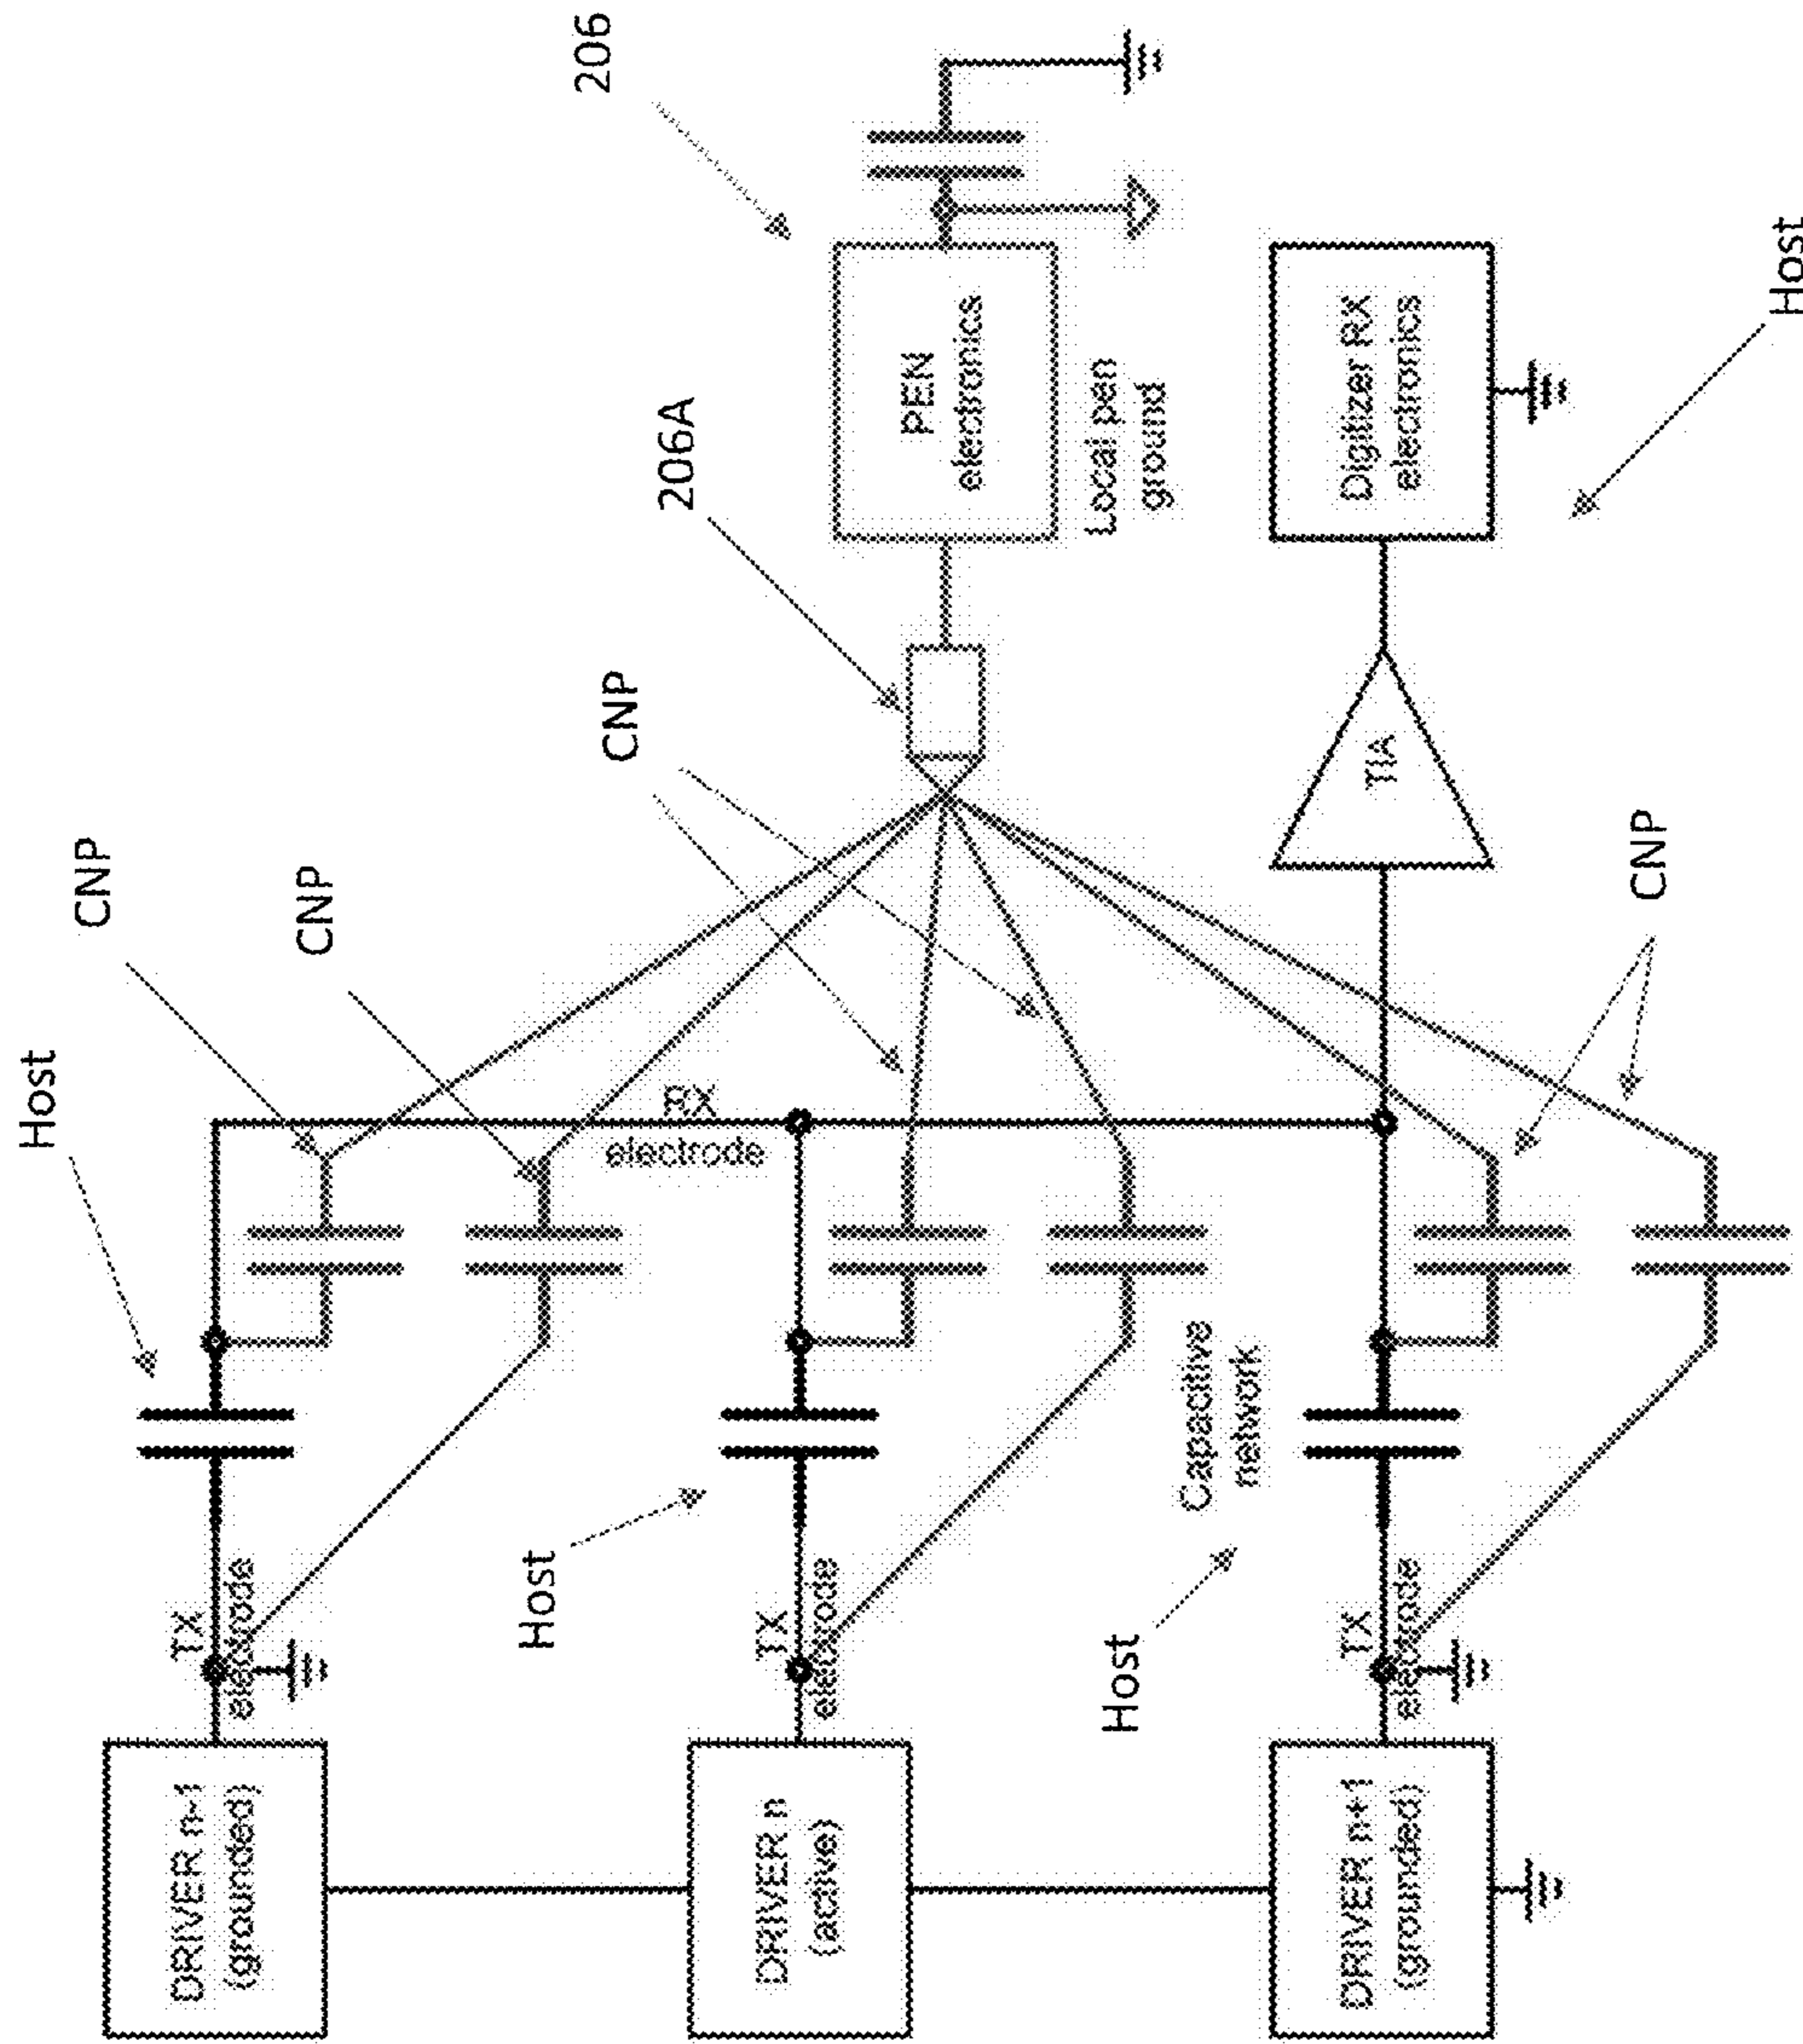 206
206A
PEN
electronics
Local pen
ground
Digitizer RX
electronics
Host
TIA
CNP
CNP
CNP
CNP
RX
electrode
Host
Host
Host
Capacitive
network
TX
electrode
TX
electrode
TX
electrode
DRIVER n-1
(grounded)
DRIVER n
(active)
DRIVER n+1
(grounded)